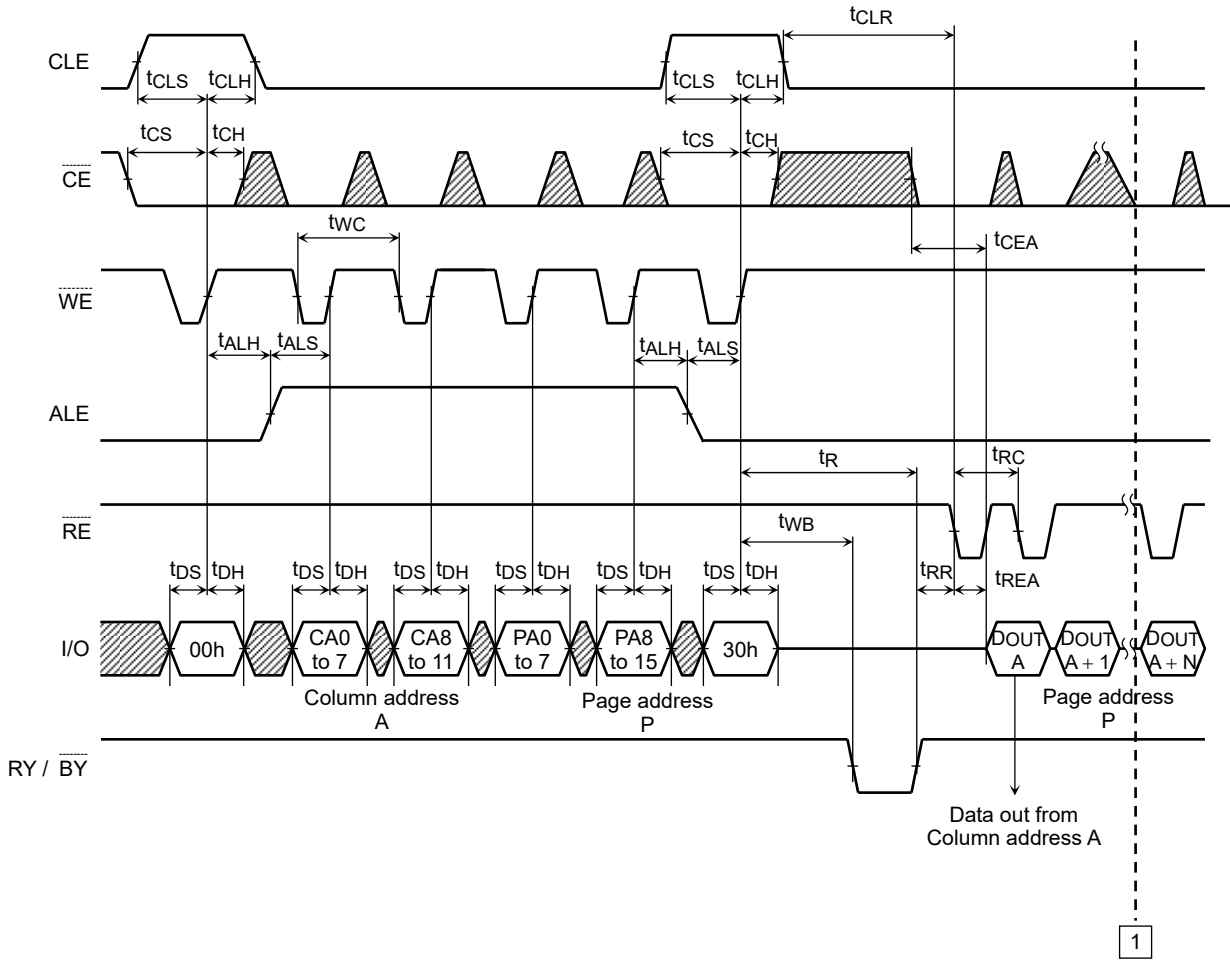 tCLR
CLE
tCLS tCLH tCLS tCLH
tCS tCH tCS tCH
CE
tWC tCEA
WE
tALH tALS tALH tALS
ALE
tR tRC
RE
tWB
tDS tDH tDS tDH tDS tDH tDS tDH tDS tDH tDS tDH tRR tREA
I/O
00h
CA0
to 7
CA8
to 11
PA0
to 7
PA8
to 15
30h
DOUT
A
DOUT
A + 1
DOUT
A + N
Column address
A
Page address
P
Page address
P
RY / BY
Data out from
Column address A
1